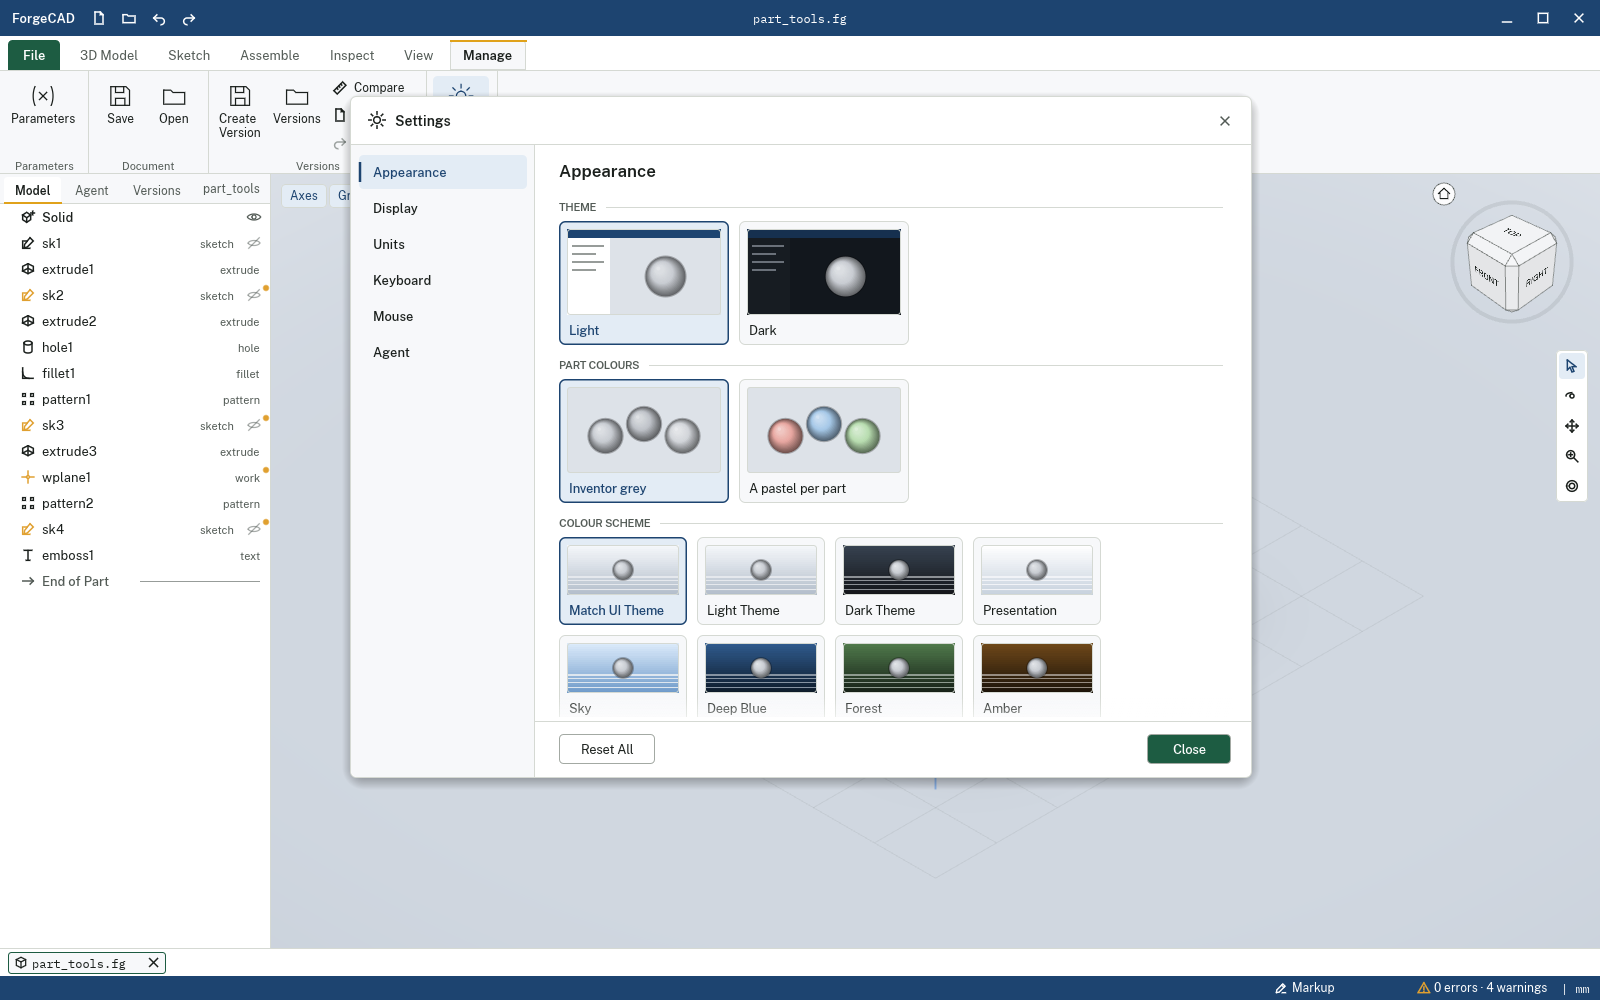 ForgeCAD
part_tools.fg
File
3D Model
Sketch
Assemble
Inspect
View
Manage
(×)
Parameters
Save
Open
Create
Version
Versions
Compare
Parameters
Document
Versions
Model
Agent
Versions
part_tools
Axes
Solid
sk1 sketch
extrude1 extrude
sk2 sketch
extrude2 extrude
hole1 hole
fillet1 fillet
pattern1 pattern
sk3 sketch
extrude3 extrude
wplane1 work
pattern2 pattern
sk4 sketch
emboss1 text
End of Part
Settings
Appearance
Display
Units
Keyboard
Mouse
Agent
Appearance
THEME
Light
Dark
PART COLOURS
Inventor grey
A pastel per part
COLOUR SCHEME
Match UI Theme
Light Theme
Dark Theme
Presentation
Sky
Deep Blue
Forest
Amber
Reset All
Close
TOP
FRONT
RIGHT
part_tools.fg
Markup
0 errors · 4 warnings
mm